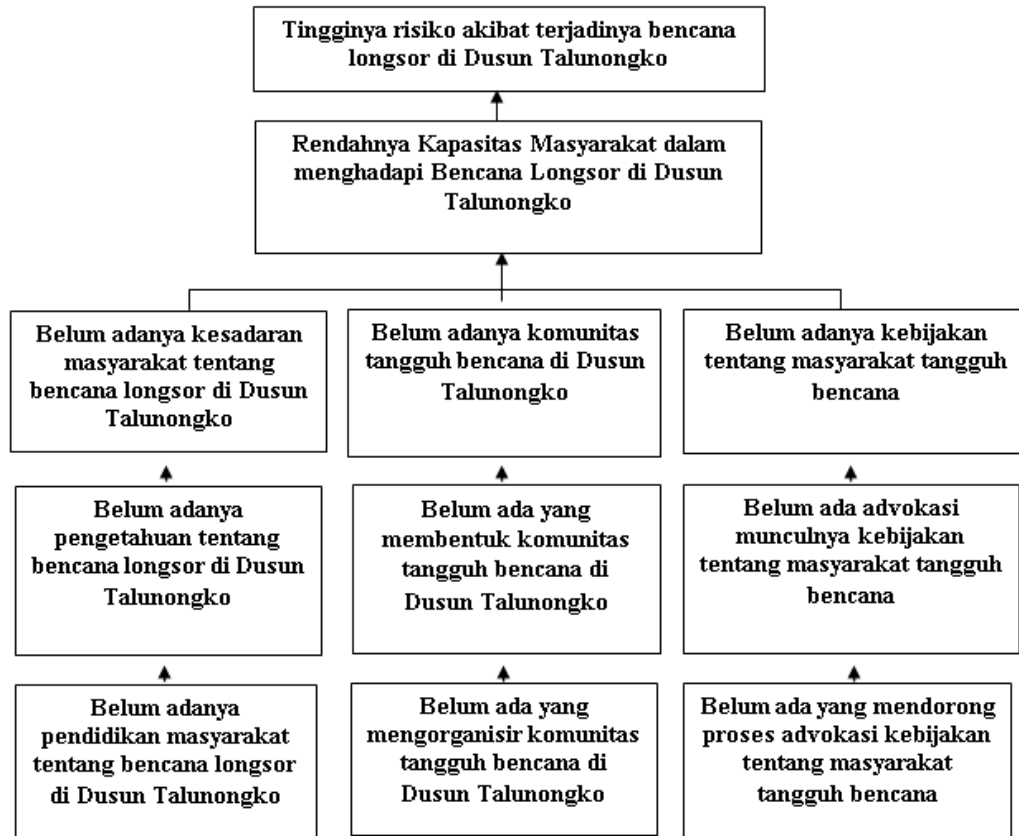 Tingginya risiko akibat terjadinya bencana
longsor di Dusun Talunongko
Rendahnya Kapasitas Masyarakat dalam
menghadapi Bencana Longsor di Dusun
Talunongko
Belum adanya kesadaran
masyarakat tentang
bencana longsor di Dusun
Talunongko
Belum adanya komunitas
tangguh bencana di Dusun
Talunongko
Belum adanya kebijakan
tentang masyarakat tangguh
bencana
Belum adanya
pengetahuan tentang
bencana longsor di Dusun
Talunongko
Belum ada yang
membentuk komunitas
tangguh bencana di
Dusun Talunongko
Belum ada advokasi
munculnya kebijakan
tentang masyarakat tangguh
bencana
Belum adanya
pendidikan masyarakat
tentang bencana longsor
di Dusun Talunongko
Belum ada yang
mengorganisir komunitas
tangguh bencana di
Dusun Talunongko
Belum ada yang mendorong
proses advokasi kebijakan
tentang masyarakat
tangguh bencana